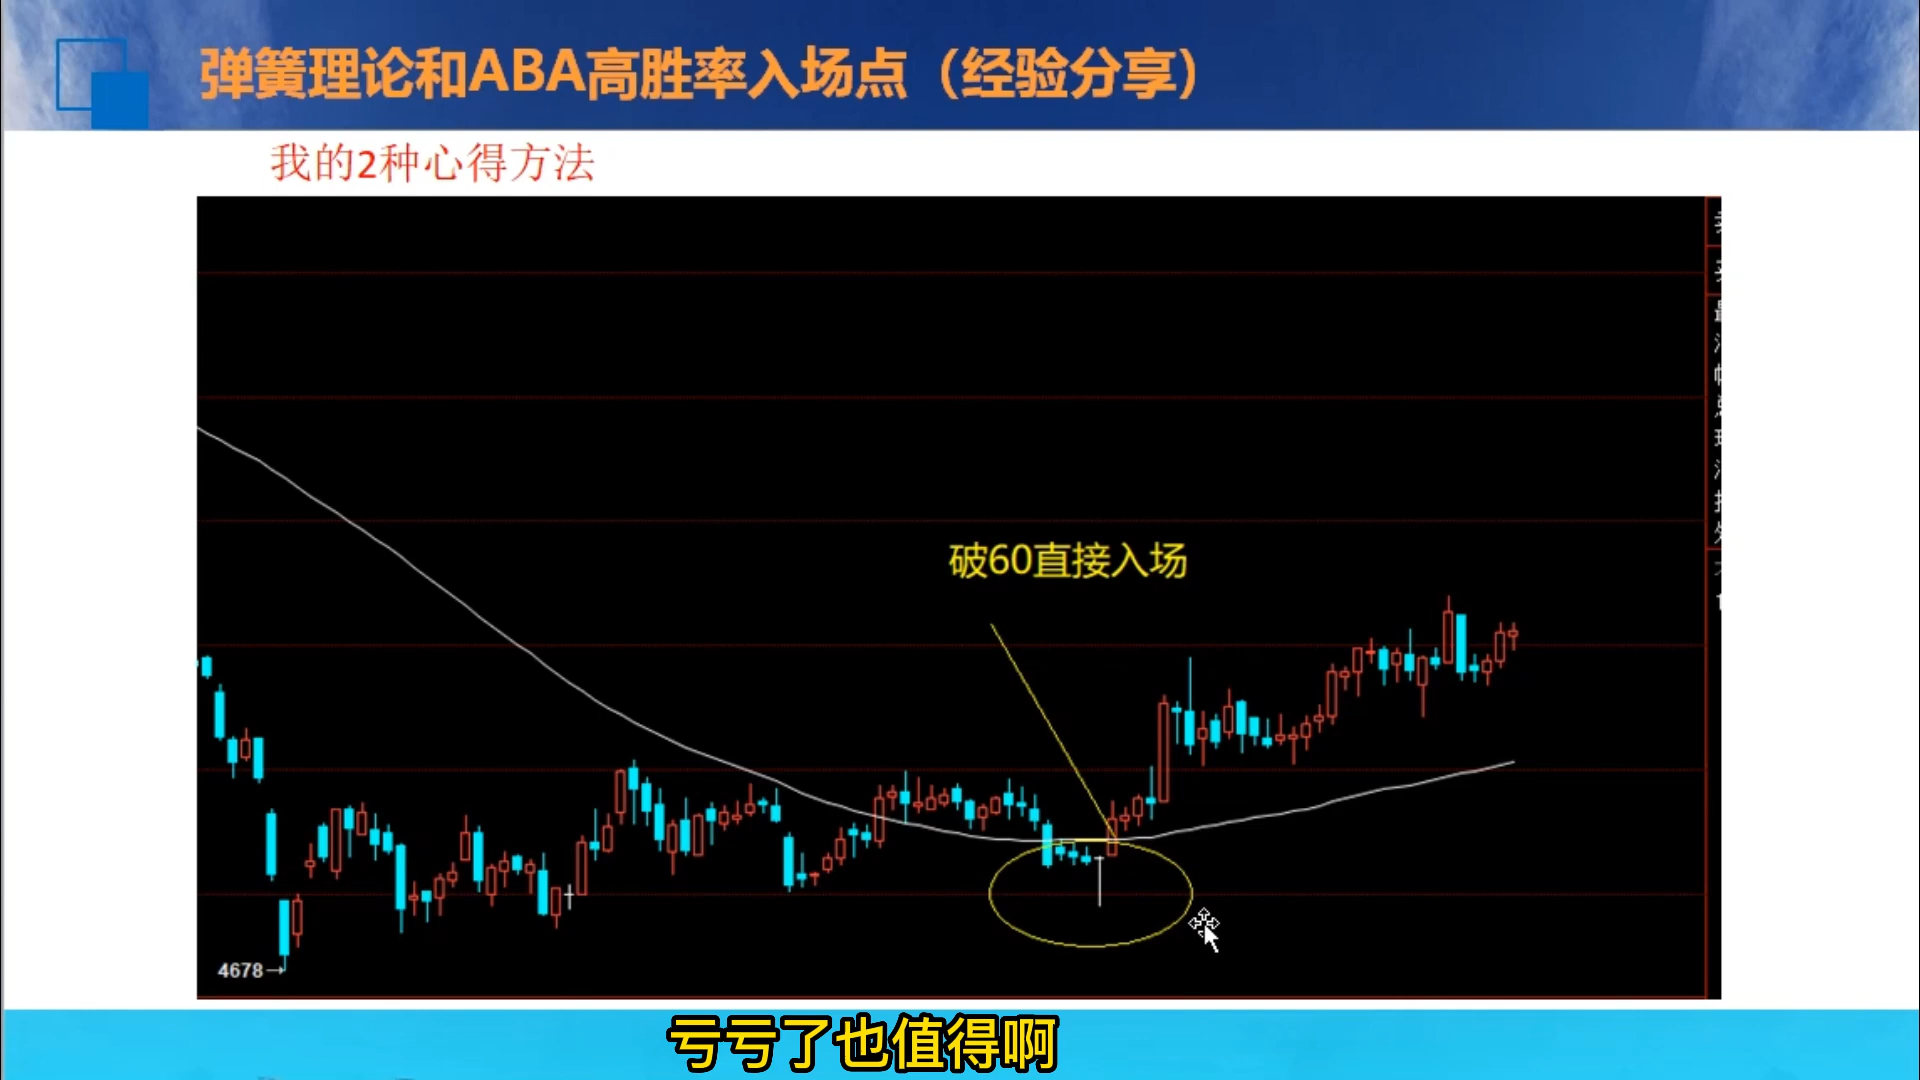 弹簧理论和ABA高胜率入场点（经验分享）
我的2种心得方法
破60直接入场
4678→
亏亏了也值得啊